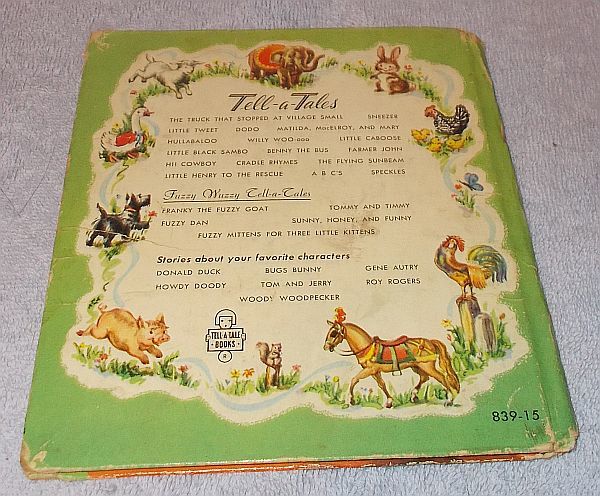 Tell-a-Tales
THE TRUCK THAT STOPPED AT VILLAGE SMALL SNEEZER
LITTLE TWEET DODO MATILDA, MacELROY, AND MARY
HULLABALOO WILLY WOO-OO-OO LITTLE CABOOSE
LITTLE BLACK SAMBO BENNY THE BUS FARMER JOHN
HI! COWBOY CRADLE RHYMES THE FLYING SUNBEAM
LITTLE HENRY TO THE RESCUE A B C'S SPECKLES
Fuzzy Wuzzy Tell-a-Tales
FRANKY THE FUZZY GOAT TOMMY AND TIMMY
FUZZY DAN SUNNY, HONEY, AND FUNNY
FUZZY MITTENS FOR THREE LITTLE KITTENS
Stories about your favorite characters
DONALD DUCK BUGS BUNNY GENE AUTRY
HOWDY DOODY TOM AND JERRY ROY ROGERS
WOODY WOODPECKER
TELL-A-TALE
BOOKS
R
839-15